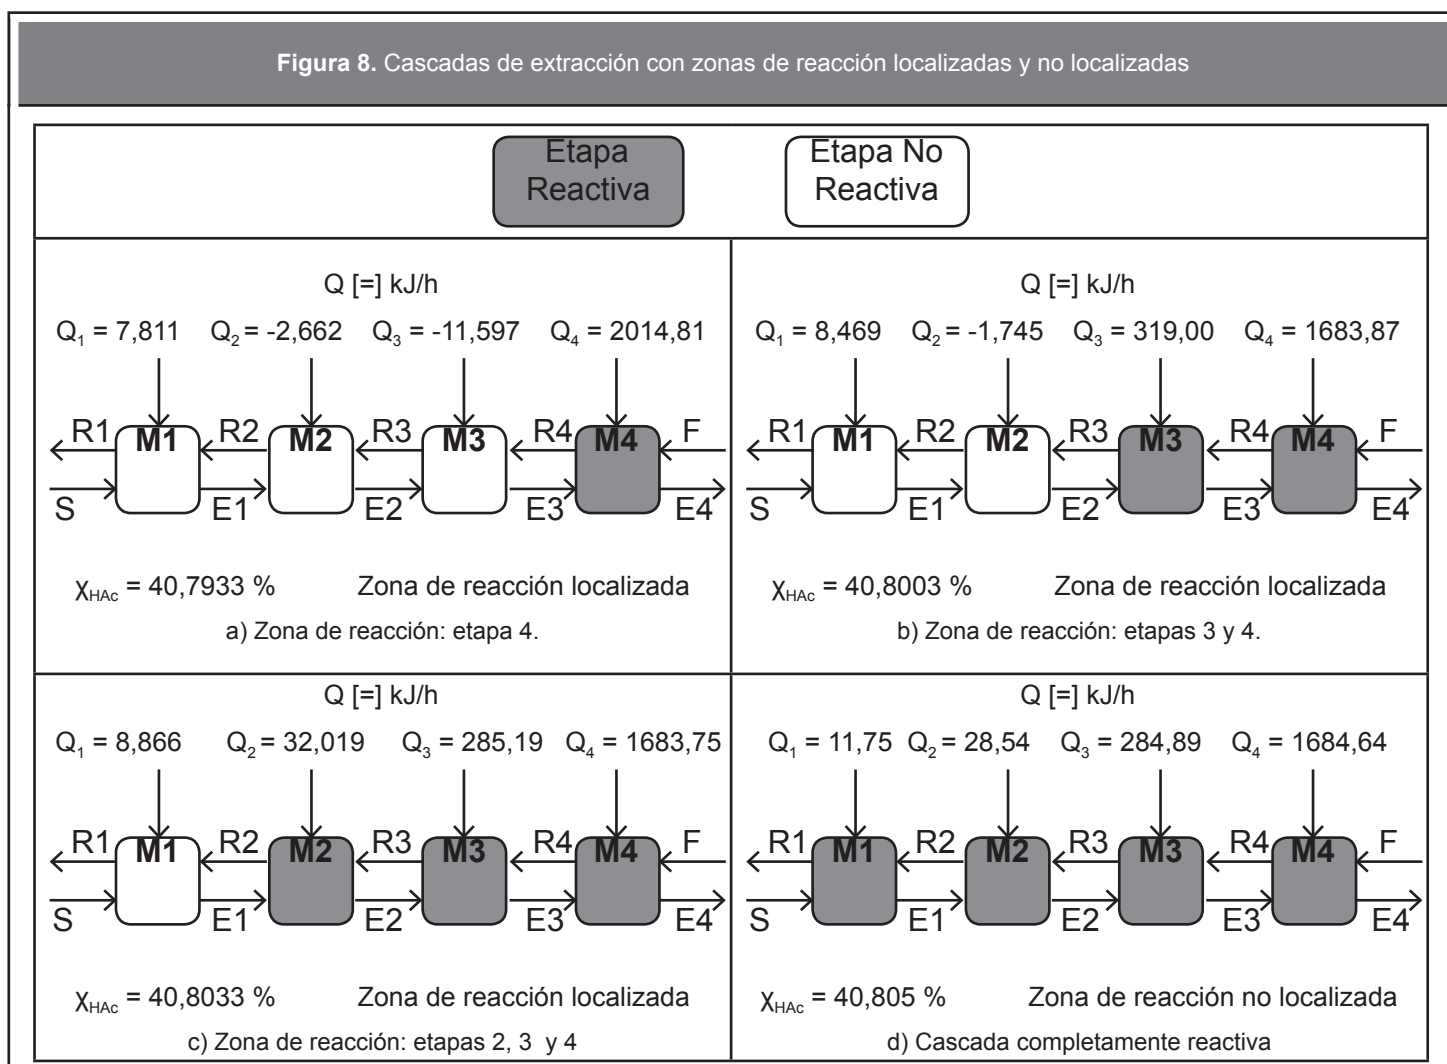 Figura 8. Cascadas de extracción con zonas de reacción localizadas y no localizadas
Etapa
Reactiva
Etapa No
Reactiva
Q [=] kJ/h
Q1 = 7,811 Q2 = -2,662 Q3 = -11,597 Q4 = 2014,81
R1 M1 R2 M2 R3 M3 R4 M4 F
S E1 E2 E3 E4
χHAc = 40,7933 % Zona de reacción localizada
a) Zona de reacción: etapa 4.
Q [=] kJ/h
Q1 = 8,469 Q2 = -1,745 Q3 = 319,00 Q4 = 1683,87
R1 M1 R2 M2 R3 M3 R4 M4 F
S E1 E2 E3 E4
χHAc = 40,8003 % Zona de reacción localizada
b) Zona de reacción: etapas 3 y 4.
Q [=] kJ/h
Q1 = 8,866 Q2 = 32,019 Q3 = 285,19 Q4 = 1683,75
R1 M1 R2 M2 R3 M3 R4 M4 F
S E1 E2 E3 E4
χHAc = 40,8033 % Zona de reacción localizada
c) Zona de reacción: etapas 2, 3 y 4
Q [=] kJ/h
Q1 = 11,75 Q2 = 28,54 Q3 = 284,89 Q4 = 1684,64
R1 M1 R2 M2 R3 M3 R4 M4 F
S E1 E2 E3 E4
χHAc = 40,805 % Zona de reacción no localizada
d) Cascada completamente reactiva